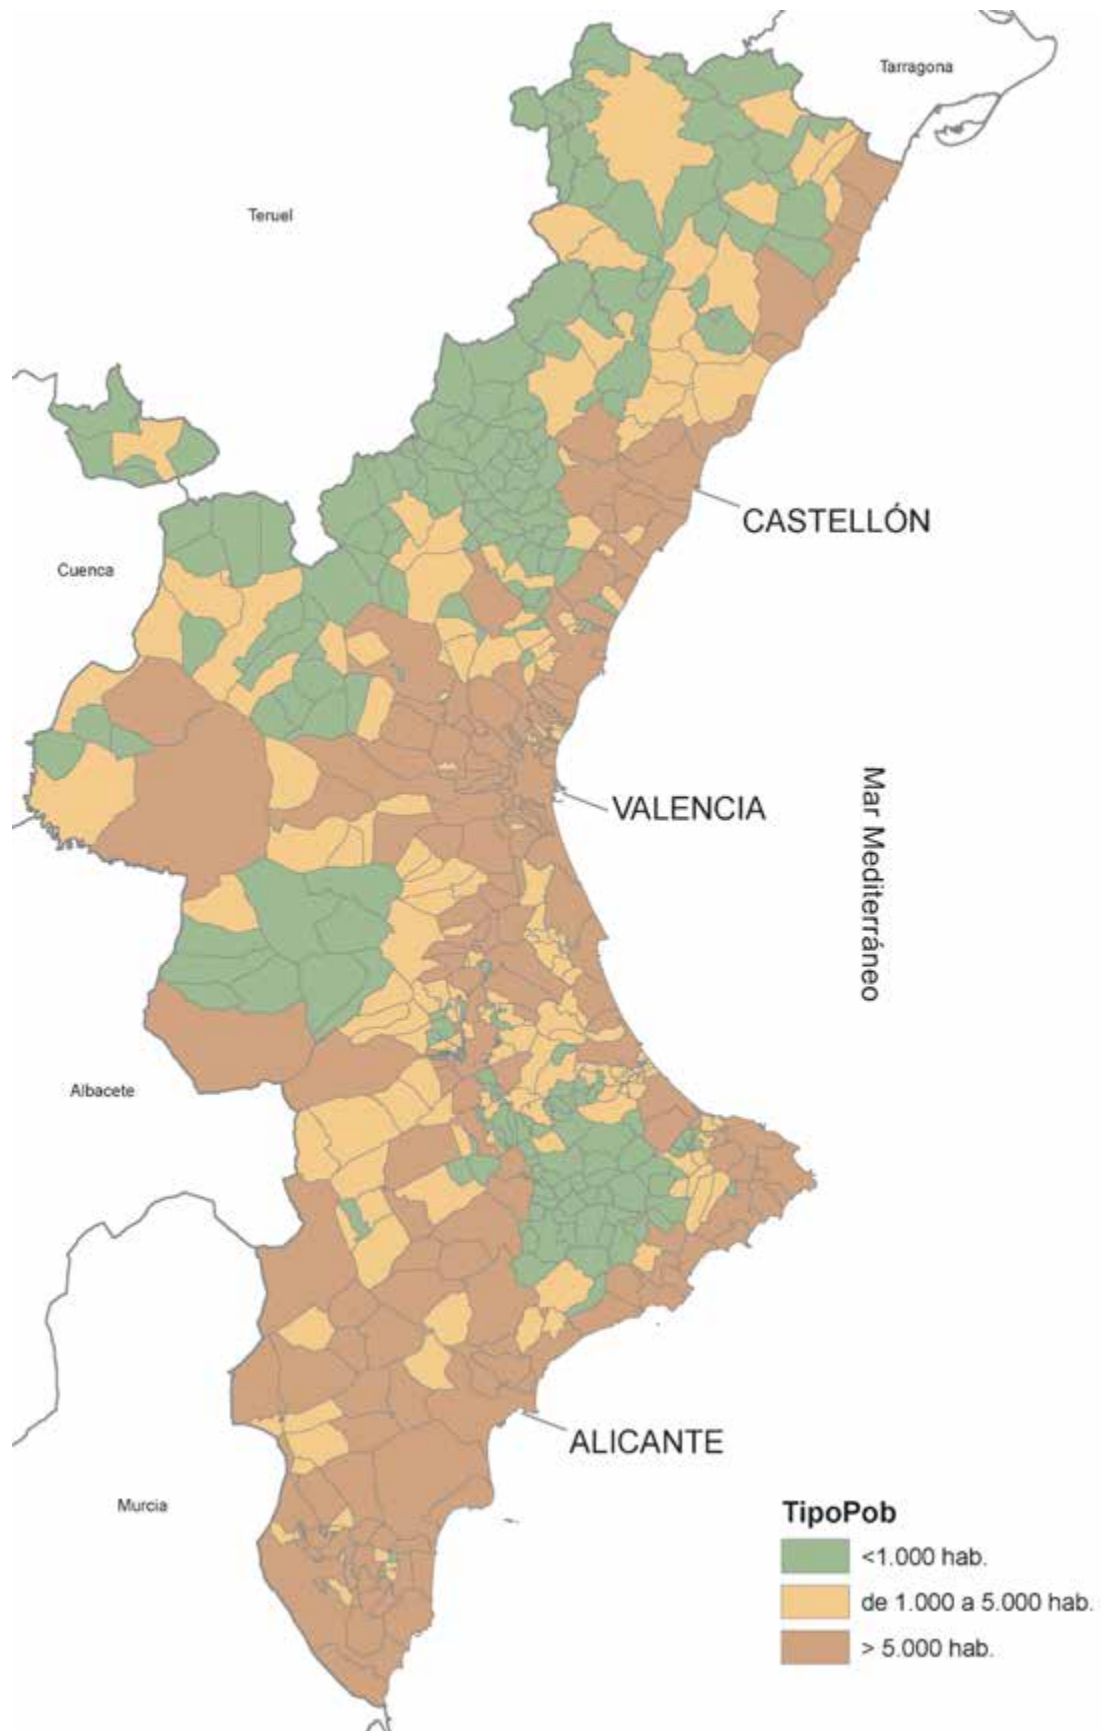 Tarragona
Teruel
CASTELLÓN
Cuenca
VALENCIA
Mar Mediterráneo
Albacete
ALICANTE
Murcia
TipoPob
<1.000 hab.
de 1.000 a 5.000 hab.
> 5.000 hab.